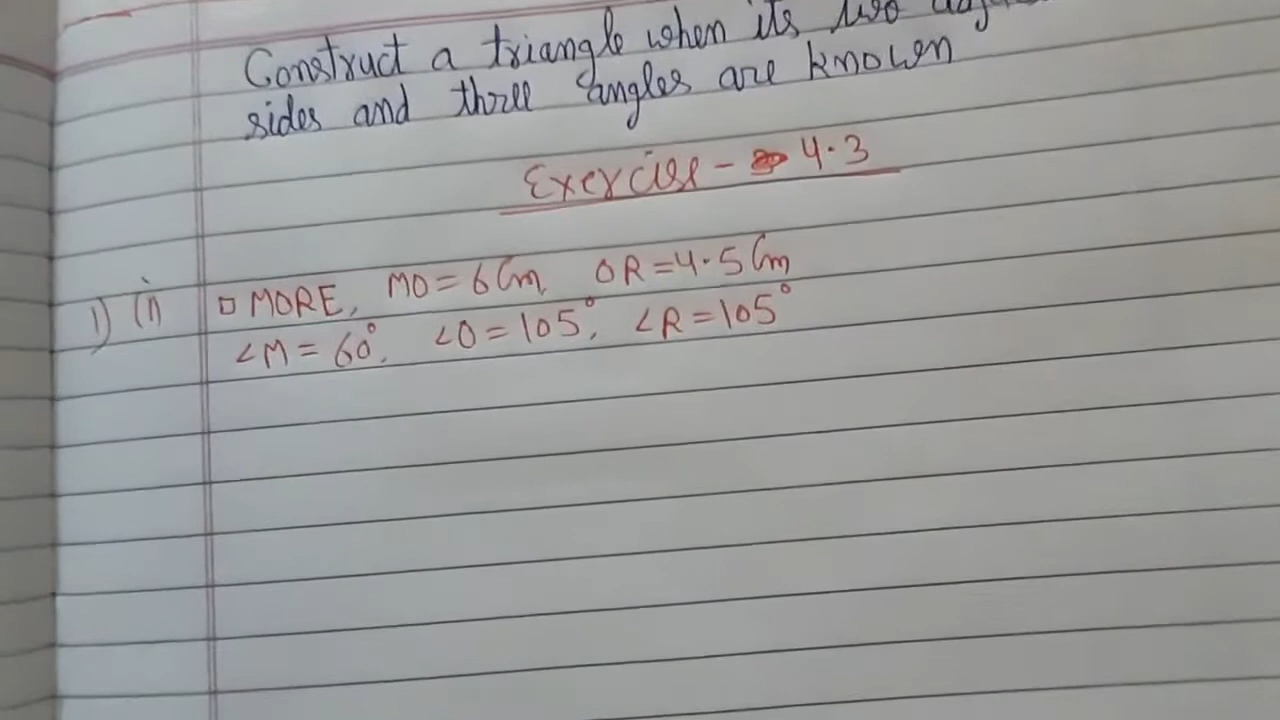 Construct a triangle when its two
sides and three angles are known
Exercise - 4.3
1) (i) □ MORE, MO = 6 Cm, OR = 4.5 Cm
∠M = 60°, ∠O = 105°, ∠R = 105°